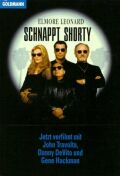 GOLDMANN
ELMORE LEONARD
SCHNAPPT SHORTY
Jetzt verfilmt mit
John Travolta,
Danny DeVito und
Gene Hackman